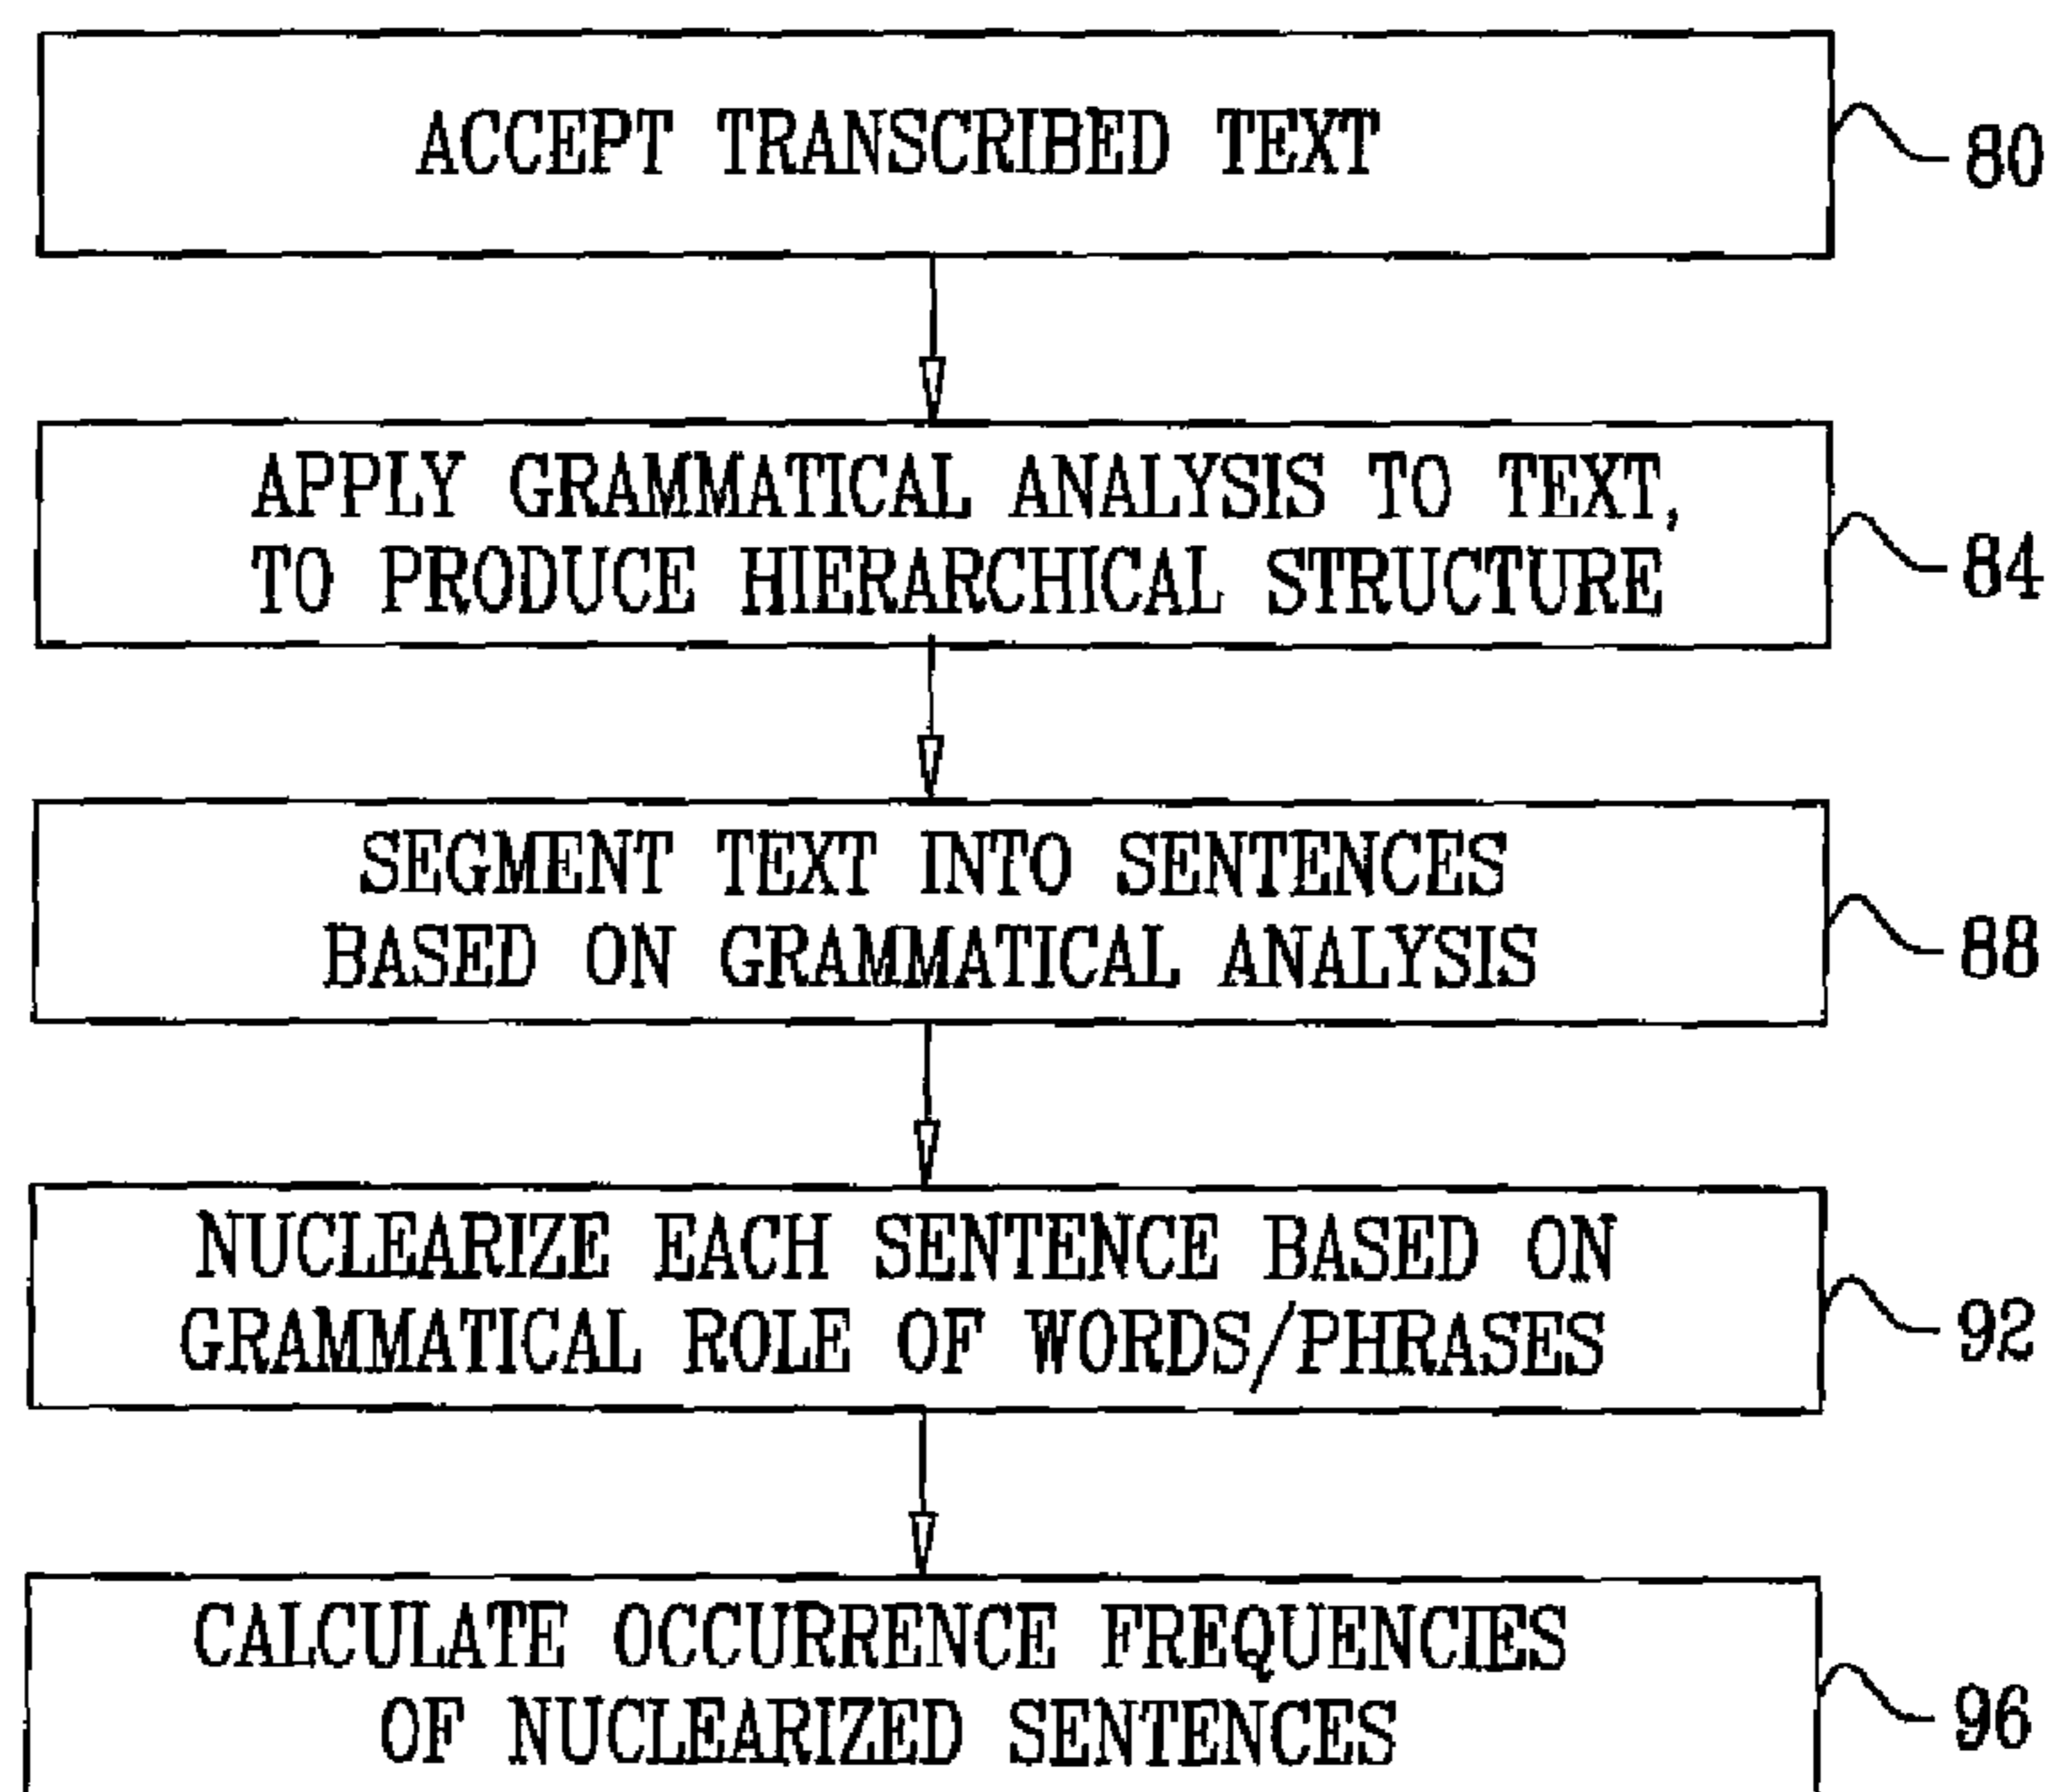 ACCEPT TRANSCRIBED TEXT
80
APPLY GRAMMATICAL ANALYSIS TO TEXT,
TO PRODUCE HIERARCHICAL STRUCTURE
84
SEGMENT TEXT INTO SENTENCES
BASED ON GRAMMATICAL ANALYSIS
88
NUCLEARIZE EACH SENTENCE BASED ON
GRAMMATICAL ROLE OF WORDS/PHRASES
92
CALCULATE OCCURRENCE FREQUENCIES
OF NUCLEARIZED SENTENCES
96